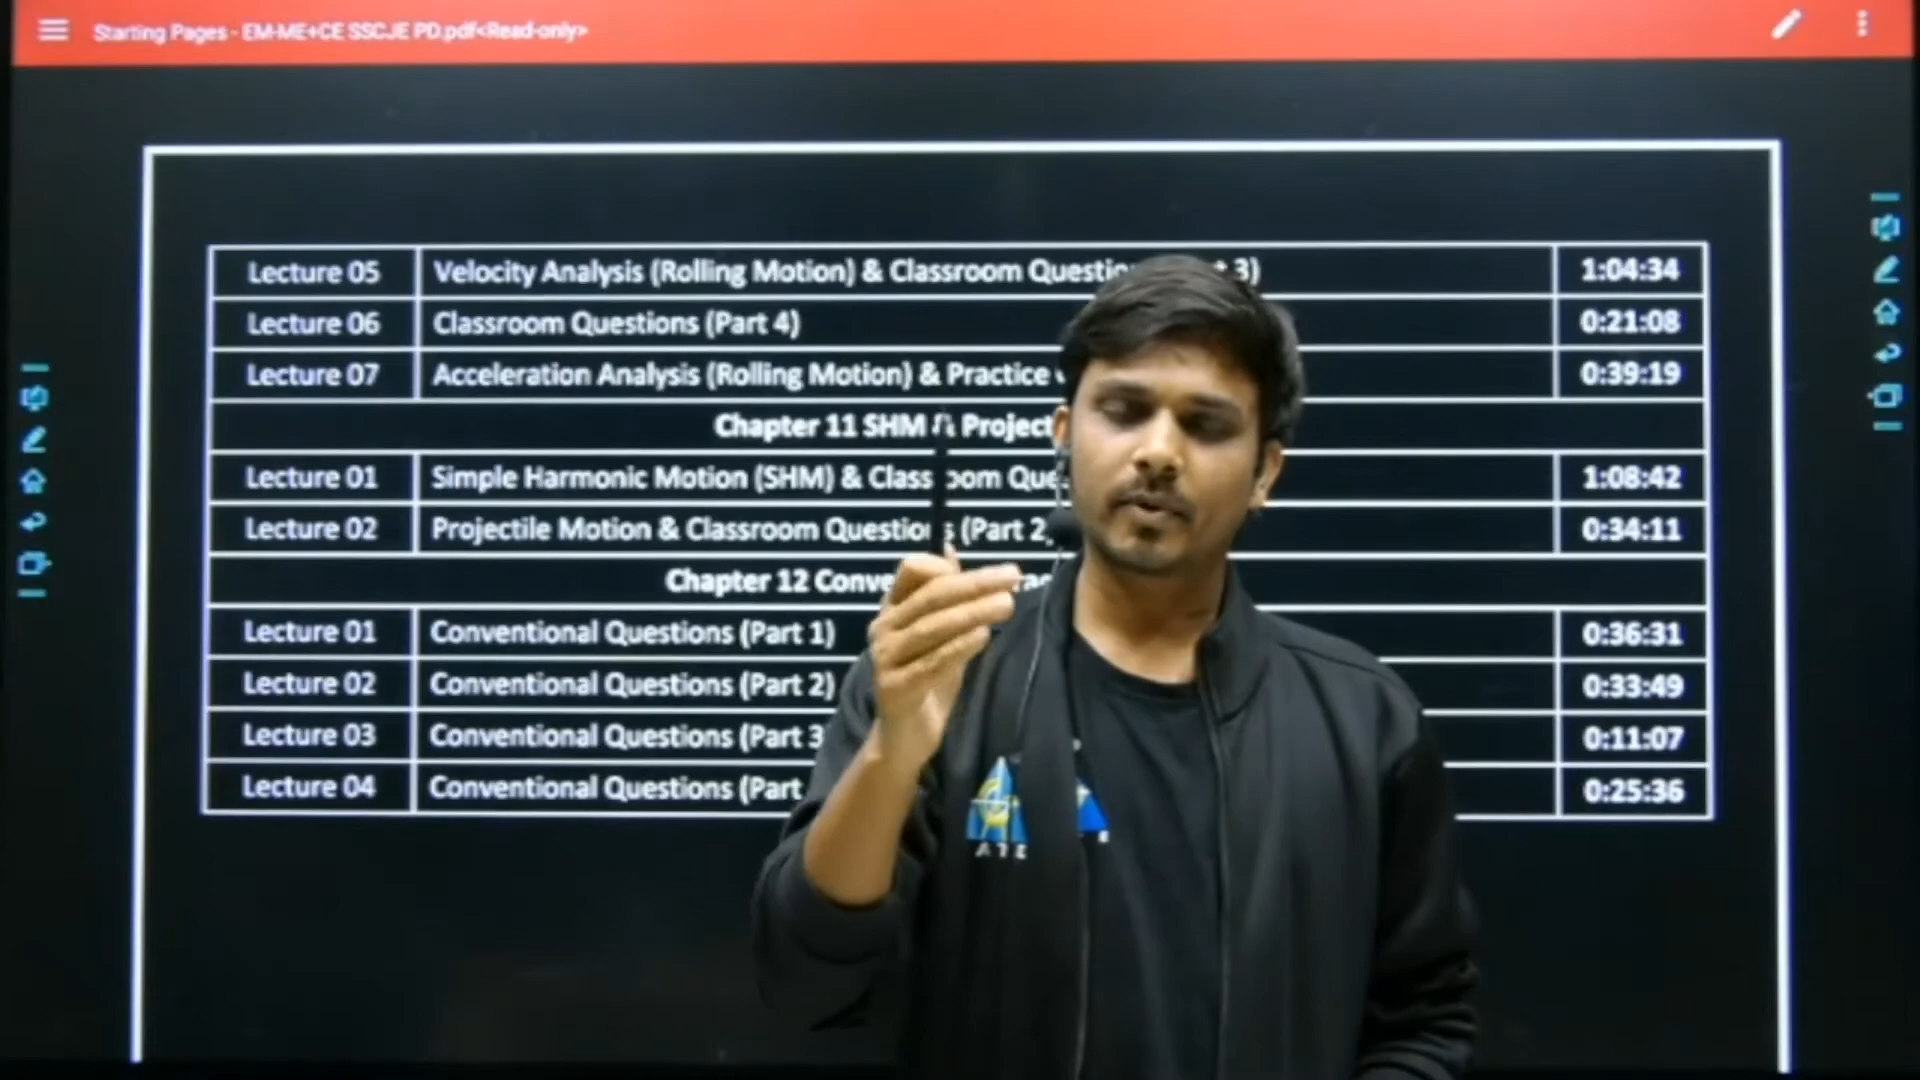 Starting Pages - EM-ME+CE SSCJE PD.pdf<Read-only>
Lecture 05 Velocity Analysis (Rolling Motion) & Classroom 3) 1:04:34
Lecture 06 Classroom Questions (Part 4) 0:21:08
Lecture 07 Acceleration Analysis (Rolling Motion) & Practice 0:39:19
Chapter 11 SHM &
Lecture 01 Simple Harmonic Motion (SHM) & 1:08:42
Lecture 02 Projectile Motion & Classroom Questions (Part 2 0:34:11
Chapter 12
Lecture 01 Conventional Questions (Part 1) 0:36:31
Lecture 02 Conventional Questions (Part 2) 0:33:49
Lecture 03 Conventional Questions (Part 3 0:11:07
Lecture 04 Conventional Questions (Part 0:25:36